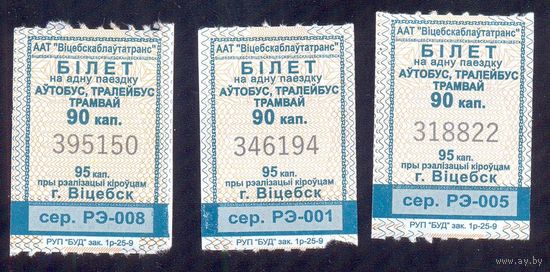 ААТ "Віцебскаблаўтатранс"
БІЛЕТ
на адну паездку
АЎТОБУС, ТРАЛЕЙБУС
ТРАМВАЙ
90 кап.
395150
95 кап.
пры рэалізацыі кіроўцам
г. Віцебск
сер. РЭ-008
РУП "БУД" зак. 1р-25-9
ААТ "Віцебскаблаўтатранс"
БІЛЕТ
на адну паездку
АЎТОБУС, ТРАЛЕЙБУС
ТРАМВАЙ
90 кап.
346194
95 кап.
пры рэалізацыі кіроўцам
г. Віцебск
сер. РЭ-001
РУП "БУД" зак. 1р-25-9
ААТ "Віцебскаблаўтатранс"
БІЛЕТ
на адну паездку
АЎТОБУС, ТРАЛЕЙБУС
ТРАМВАЙ
90 кап.
318822
95 кап.
пры рэалізацыі кіроўцам
г. Віцебск
сер. РЭ-005
РУП "БУД" зак. 1р-25-9
www.ay.by